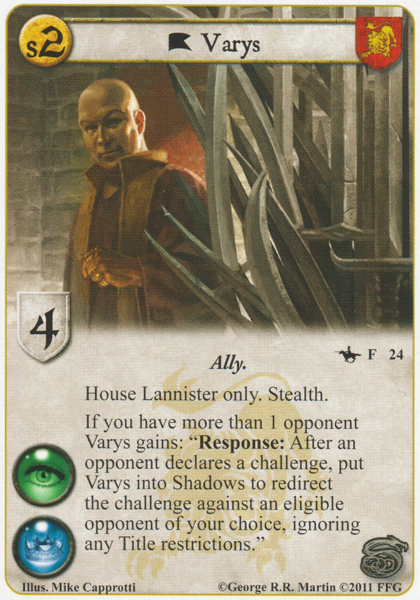 s2
Varys
4
F 24
Ally.
House Lannister only. Stealth.
If you have more than 1 opponent
Varys gains: “Response: After an
opponent declares a challenge, put
Varys into Shadows to redirect
the challenge against an eligible
opponent of your choice, ignoring
any Title restrictions.”
Illus. Mike Capprotti ©George R.R. Martin ©2011 FFG